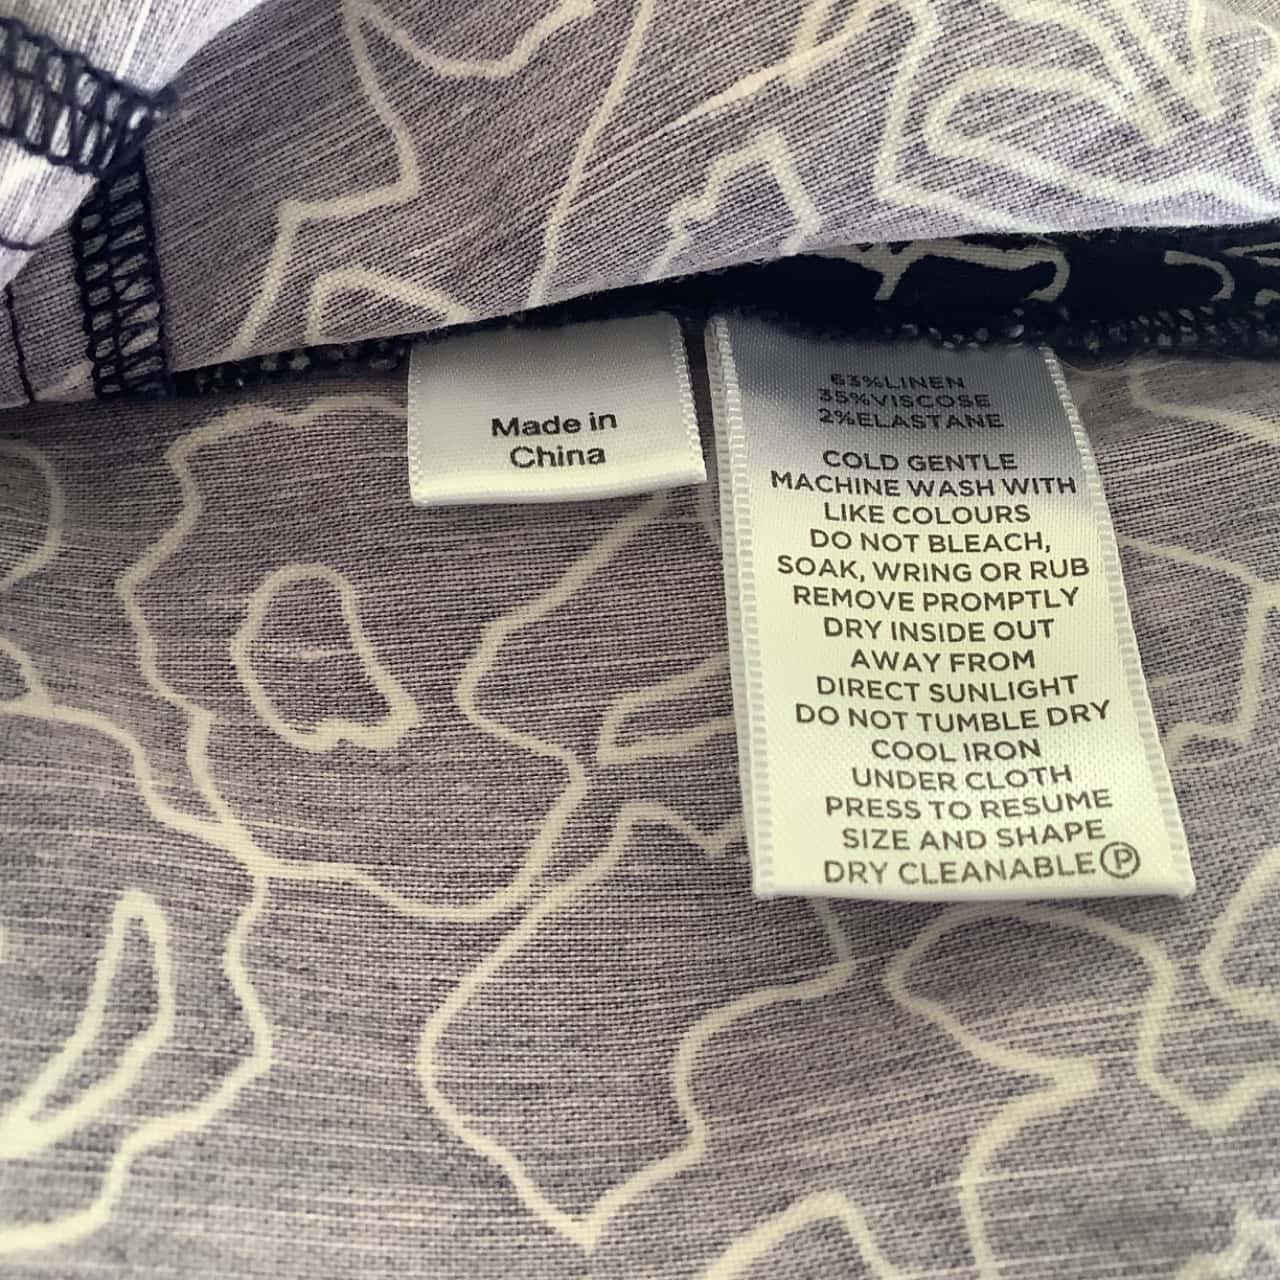 Made in
China
63%LINEN
35%VISCOSE
2%ELASTANE
COLD GENTLE
MACHINE WASH WITH
LIKE COLOURS
DO NOT BLEACH,
SOAK, WRING OR RUB
REMOVE PROMPTLY
DRY INSIDE OUT
AWAY FROM
DIRECT SUNLIGHT
DO NOT TUMBLE DRY
COOL IRON
UNDER CLOTH
PRESS TO RESUME
SIZE AND SHAPE
DRY CLEANABLE Ⓟ